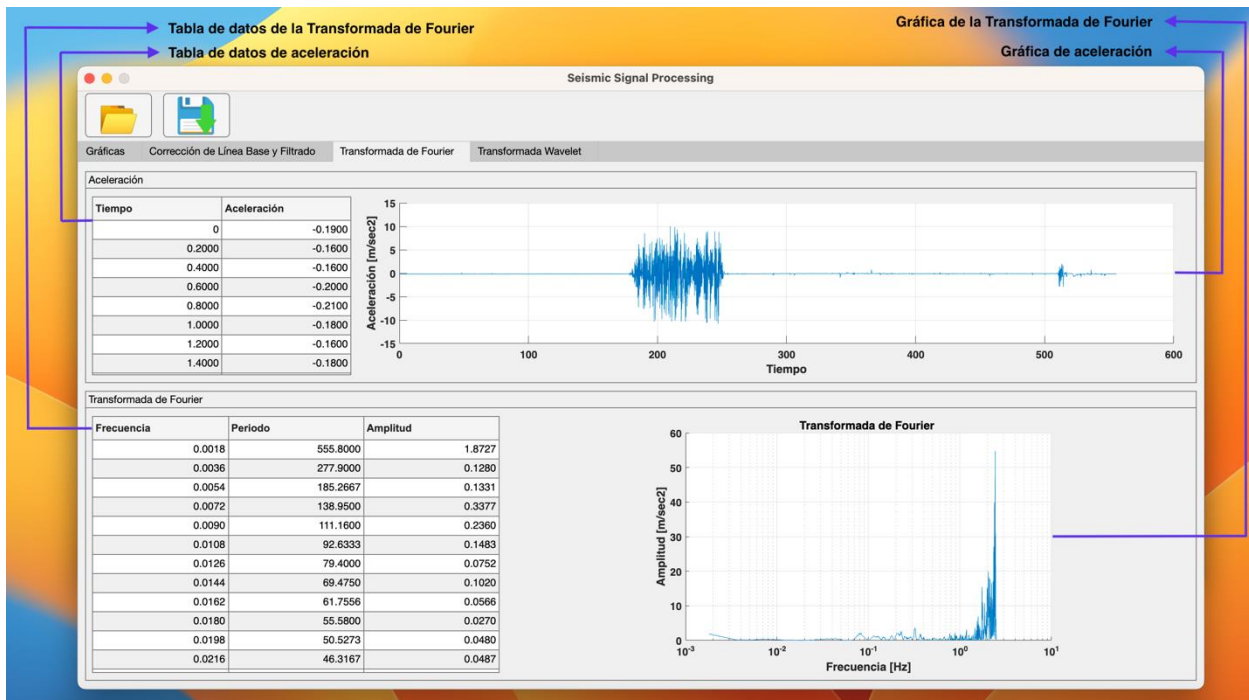 Tabla de datos de la Transformada de Fourier
Gráfica de la Transformada de Fourier
Tabla de datos de aceleración
Gráfica de aceleración
Seismic Signal Processing
Gráficas Corrección de Línea Base y Filtrado Transformada de Fourier Transformada Wavelet
Aceleración
Tiempo Aceleración
0 -0.1900
0.2000 -0.1600
0.4000 -0.1600
0.6000 -0.2000
0.8000 -0.2100
1.0000 -0.1800
1.2000 -0.1600
1.4000 -0.1800
Aceleración [m/sec2]
15
10
5
0
-5
-10
-15
0 100 200 300 400 500 600
Tiempo
Transformada de Fourier
Frecuencia Periodo Amplitud
0.0018 555.8000 1.8727
0.0036 277.9000 0.1280
0.0054 185.2667 0.1331
0.0072 138.9500 0.3377
0.0090 111.1600 0.2360
0.0108 92.6333 0.1483
0.0126 79.4000 0.0752
0.0144 69.4750 0.1020
0.0162 61.7556 0.0566
0.0180 55.5800 0.0270
0.0198 50.5273 0.0480
0.0216 46.3167 0.0487
Transformada de Fourier
Amplitud [m/sec2]
60
50
40
30
20
10
0
10⁻³ 10⁻² 10⁻¹ 10⁰ 10¹
Frecuencia [Hz]